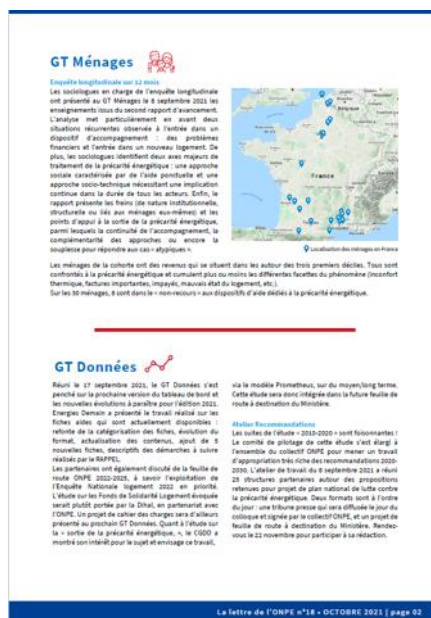 GT Ménages
Enquête longitudinale sur 12 mois
Les sociologues en charge de l'enquête longitudinale
ont présenté au GT Ménages le 8 septembre 2021 les
enseignements issus du second rapport d'avancement.
L'analyse met particulièrement en avant deux
situations récurrentes observée à l'entrée dans un
dispositif d'accompagnement : des problèmes
financiers et l'entrée dans un nouveau logement. De
plus, les sociologues identifient deux axes majeurs de
traitement de la précarité énergétique : une approche
sociale caractérisée par de l'aide ponctuelle et une
approche socio-technique nécessitant une implication
continue dans la durée de tous les acteurs. Enfin, le
rapport présente les freins (de nature institutionnelle,
structurelle ou liés aux ménages eux-mêmes) et les
points d'appui à la sortie de la précarité énergétique,
parmi lesquels la continuité de l'accompagnement, la
complémentarité des approches ou encore la
souplesse pour répondre aux cas « atypiques ».
Belgique
France
Localisation des ménages en France
Les ménages de la cohorte ont des revenus qui se situent dans les autour des trois premiers déciles. Tous sont
confrontés à la précarité énergétique et cumulent plus ou moins les différentes facettes du phénomène (inconfort
thermique, factures importantes, impayés, mauvais état du logement, etc.).
Sur les 30 ménages, 8 sont dans le « non-recours » aux dispositifs d'aide dédiés à la précarité énergétique.
GT Données
Réuni le 17 septembre 2021, le GT Données s'est
penché sur la prochaine version du tableau de bord et
les nouvelles évolutions à paraitre pour l'édition 2021.
Energies Demain a présenté le travail réalisé sur les
fiches aides qui sont actuellement disponibles :
refonte de la catégorisation des fiches, évolution du
format, actualisation des contenus, ajout de 5
nouvelles fiches, descriptifs des démarches à suivre
réalisés par le RAPPEL.
Les partenaires ont également discuté de la feuille de
route ONPE 2022-2025, à savoir l'exploitation de
l'Enquête Nationale logement 2022 en priorité.
L'étude sur les Fonds de Solidarité Logement évoquée
serait plutôt portée par la Dihal, en partenariat avec
l'ONPE. Un projet de cahier des charges sera d'ailleurs
présenté au prochain GT Données. Quant à l'étude sur
la « sortie de la précarité énergétique, », le CGDD a
montré son intérêt pour le sujet et envisage ce travail,
via le modèle Prometheus, sur du moyen/long terme.
Cette étude sera donc intégrée dans la future feuille de
route à destination du Ministère.
Atelier Recommandations
Les suites de l'étude « 2010-2020 » sont foisonnantes !
Le comité de pilotage de cette étude s'est élargi à
l'ensemble du collectif ONPE pour mener un travail
d'appropriation très riche des recommandations 2020-
2030. L'atelier de travail du 6 septembre 2021 a réuni
25 structures partenaires autour des propositions
retenues pour projet de plan national de lutte contre
la précarité énergétique. Deux formats sont à l'ordre
du jour : une tribune presse qui sera diffusée le jour du
colloque et signée par le collectif ONPE, et un projet de
feuille de route à destination du Ministère. Rendez-
vous le 22 novembre pour participer à sa rédaction.
La lettre de l'ONPE n°18 • OCTOBRE 2021 | page 02